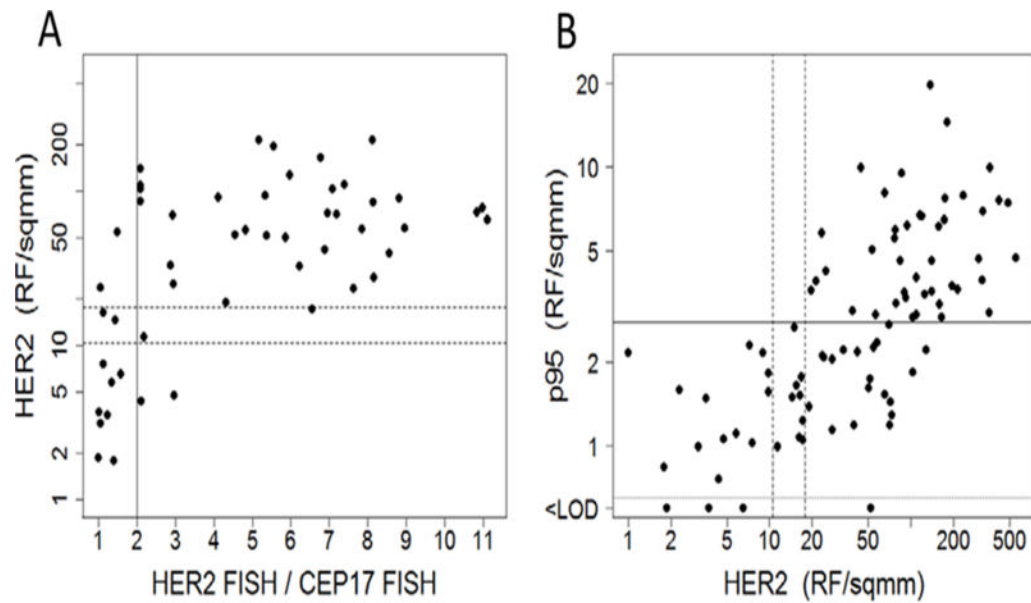 A
HER2 (RF/sqmm)
200
50
10
5
2
1
1 2 3 4 5 6 7 8 9 10 11
HER2 FISH / CEP17 FISH
B
p95 (RF/sqmm)
20
10
5
2
1
<LOD
1 2 5 10 20 50 200 500
HER2 (RF/sqmm)